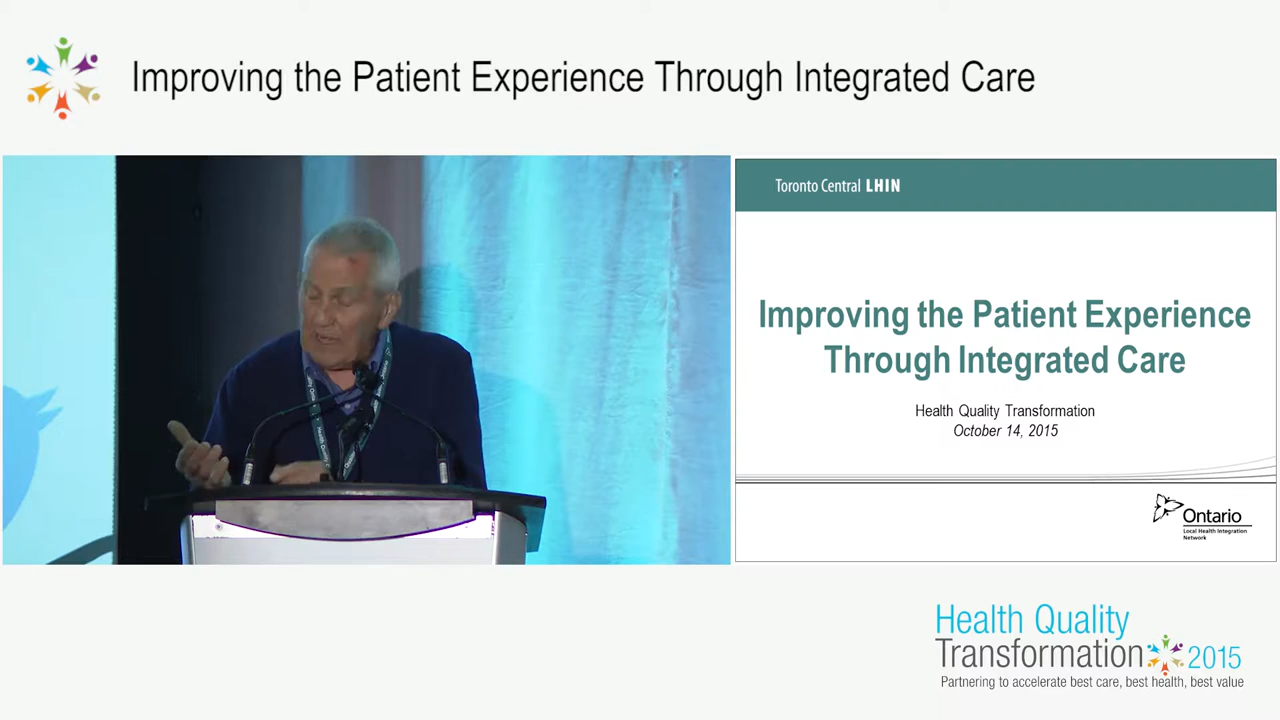 Improving the Patient Experience Through Integrated Care
Toronto Central LHIN
Improving the Patient Experience
Through Integrated Care
Health Quality Transformation
October 14, 2015
Ontario
Local Health Integration
Network
Health Quality
Transformation 2015
Partnering to accelerate best care, best health, best value